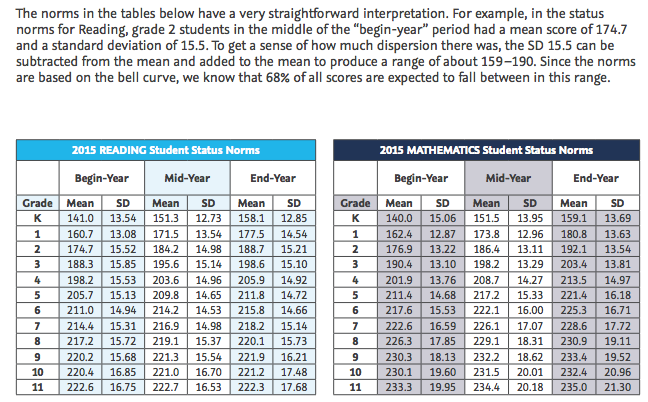 The norms in the tables below have a very straightforward interpretation. For example, in the status
norms for Reading, grade 2 students in the middle of the “begin-year” period had a mean score of 174.7
and a standard deviation of 15.5. To get a sense of how much dispersion there was, the SD 15.5 can be
subtracted from the mean and added to the mean to produce a range of about 159–190. Since the norms
are based on the bell curve, we know that 68% of all scores are expected to fall between in this range.
2015 READING Student Status Norms
Begin-Year Mid-Year End-Year
Grade Mean SD Mean SD Mean SD
K 141.0 13.54 151.3 12.73 158.1 12.85
1 160.7 13.08 171.5 13.54 177.5 14.54
2 174.7 15.52 184.2 14.98 188.7 15.21
3 188.3 15.85 195.6 15.14 198.6 15.10
4 198.2 15.53 203.6 14.96 205.9 14.92
5 205.7 15.13 209.8 14.65 211.8 14.72
6 211.0 14.94 214.2 14.53 215.8 14.66
7 214.4 15.31 216.9 14.98 218.2 15.14
8 217.2 15.72 219.1 15.37 220.1 15.73
9 220.2 15.68 221.3 15.54 221.9 16.21
10 220.4 16.85 221.0 16.70 221.2 17.48
11 222.6 16.75 222.7 16.53 222.3 17.68
2015 MATHEMATICS Student Status Norms
Begin-Year Mid-Year End-Year
Grade Mean SD Mean SD Mean SD
K 140.0 15.06 151.5 13.95 159.1 13.69
1 162.4 12.87 173.8 12.96 180.8 13.63
2 176.9 13.22 186.4 13.11 192.1 13.54
3 190.4 13.10 198.2 13.29 203.4 13.81
4 201.9 13.76 208.7 14.27 213.5 14.97
5 211.4 14.68 217.2 15.33 221.4 16.18
6 217.6 15.53 222.1 16.00 225.3 16.71
7 222.6 16.59 226.1 17.07 228.6 17.72
8 226.3 17.85 229.1 18.31 230.9 19.11
9 230.3 18.13 232.2 18.62 233.4 19.52
10 230.1 19.60 231.5 20.01 232.4 20.96
11 233.3 19.95 234.4 20.18 235.0 21.30